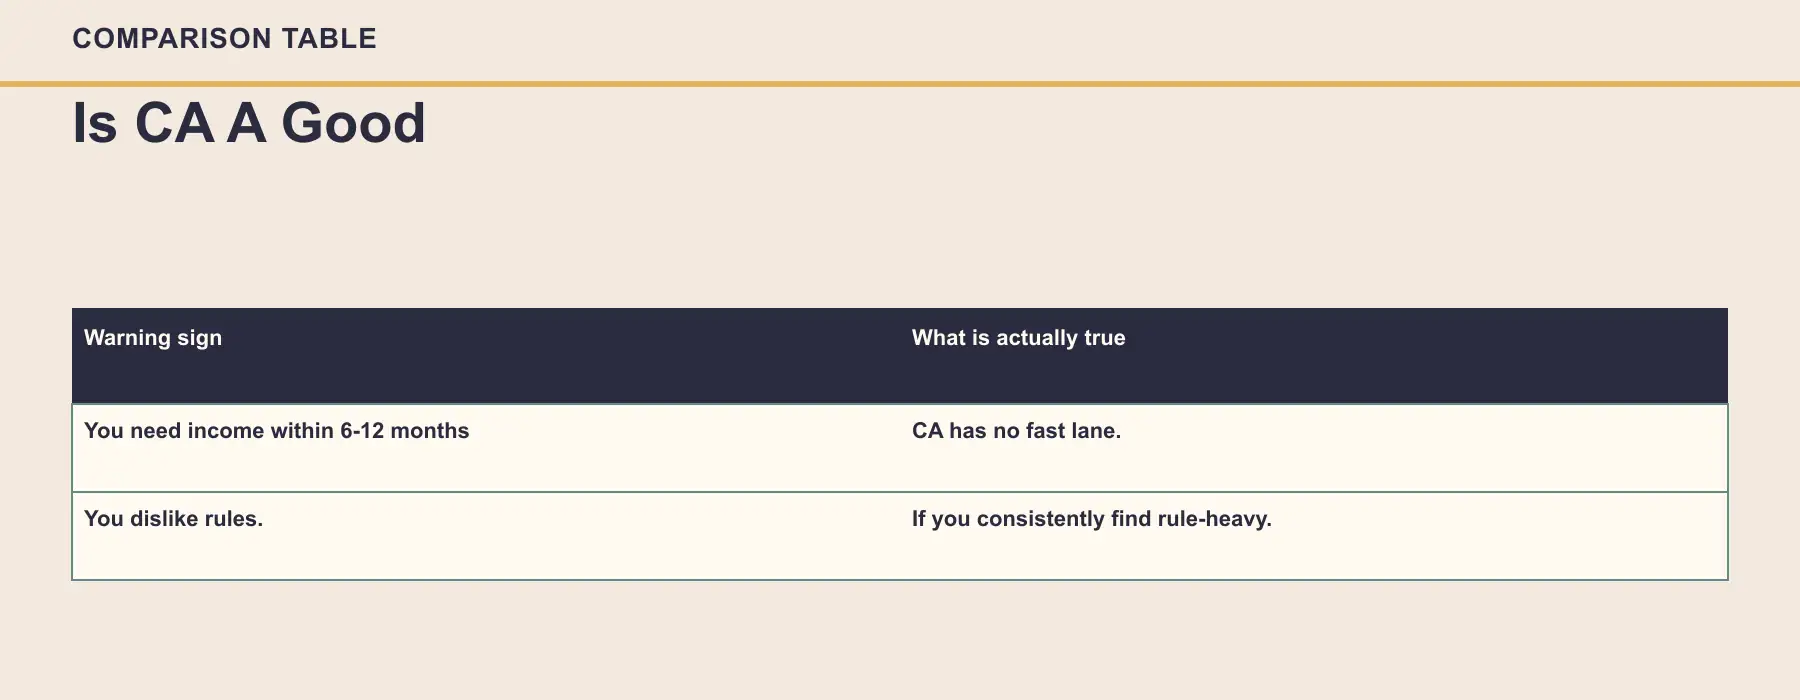 COMPARISON TABLE
Is CA A Good
Warning sign
What is actually true
You need income within 6-12 months
CA has no fast lane.
You dislike rules.
If you consistently find rule-heavy.